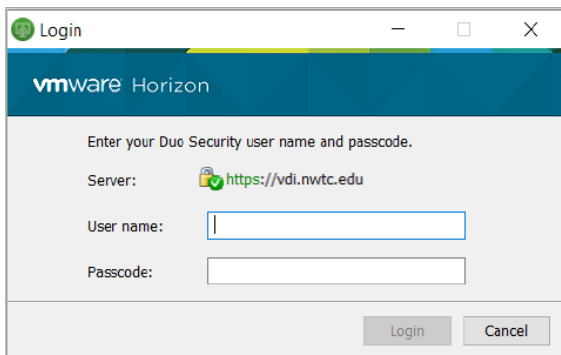 Login
vmware Horizon
Enter your Duo Security user name and passcode.
Server: https://vdi.nwtc.edu
User name:
Passcode:
Login Cancel